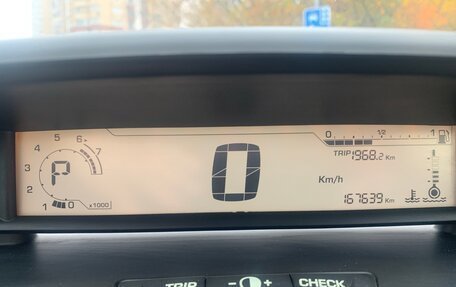 5 6
4 7
3
2
1 0 x1000
P
0
Km/h
0 1/2 1
TRIP 1968.2 Km
167639 Km
TRIP
- +
CHECK